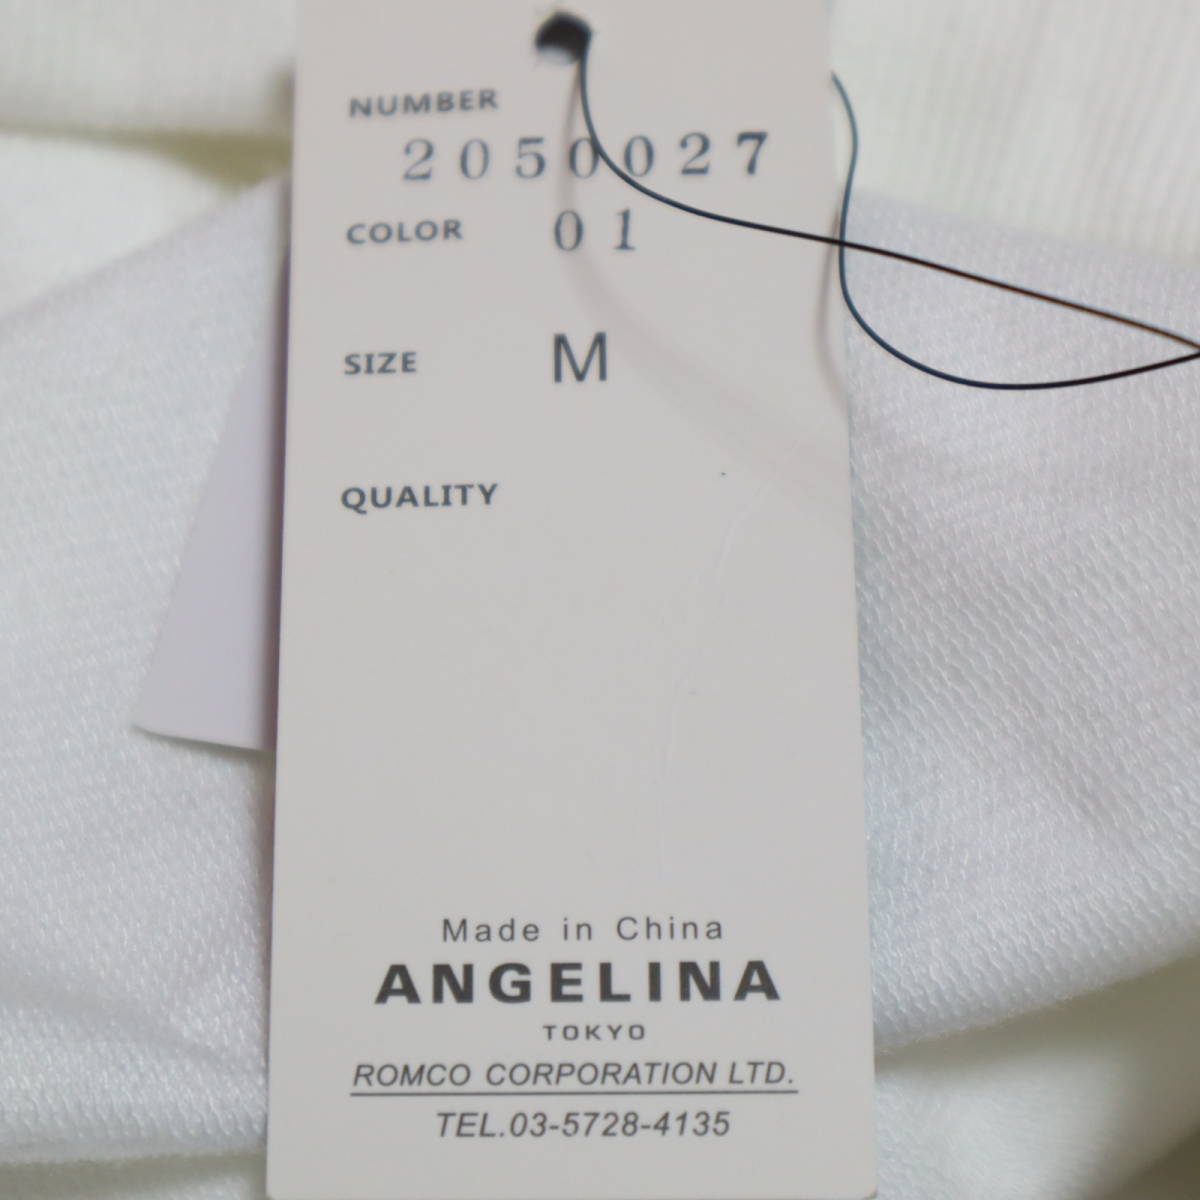 NUMBER
2050027
COLOR 01
SIZE M
QUALITY
Made in China
ANGELINA
TOKYO
ROMCO CORPORATION LTD.
TEL.03-5728-4135